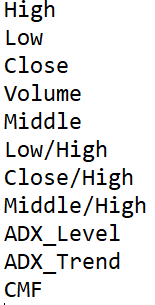 High
Low
Close
Volume
Middle
Low/High
Close/High
Middle/High
ADX_Level
ADX_Trend
CMF